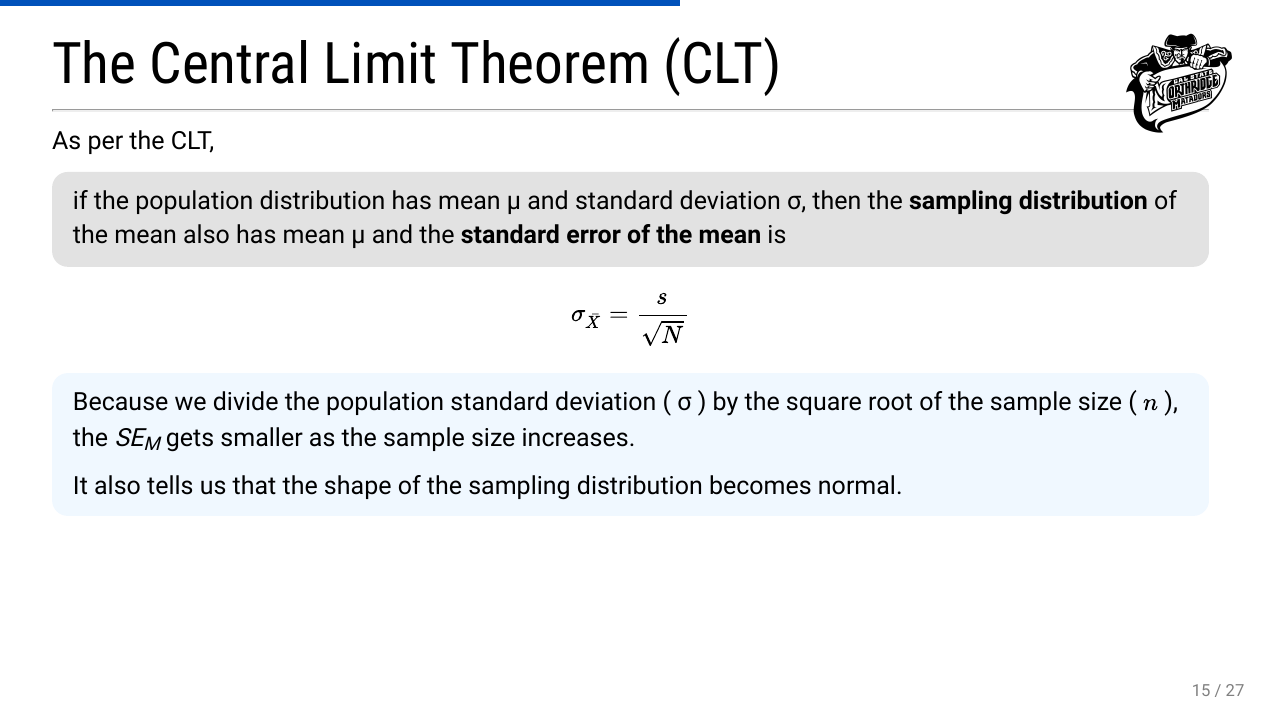 The Central Limit Theorem (CLT)
CAL STATE
NORTHRIDGE
MATADORS
As per the CLT,
if the population distribution has mean μ and standard deviation σ, then the sampling distribution of
the mean also has mean μ and the standard error of the mean is
σ_X̄ = s / √N
Because we divide the population standard deviation ( σ ) by the square root of the sample size ( n ),
the SE_M gets smaller as the sample size increases.
It also tells us that the shape of the sampling distribution becomes normal.
15 / 27